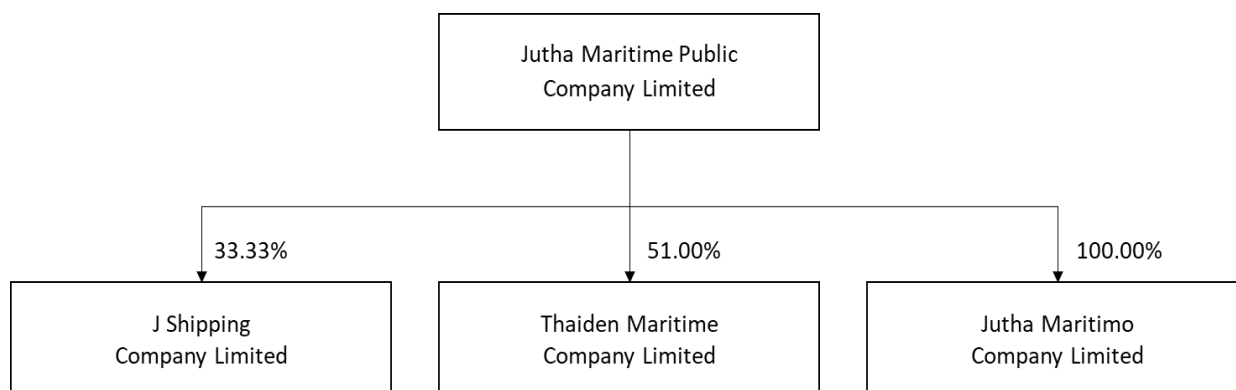 Jutha Maritime Public
Company Limited
33.33%
51.00%
100.00%
J Shipping
Company Limited
Thaiden Maritime
Company Limited
Jutha Maritimo
Company Limited